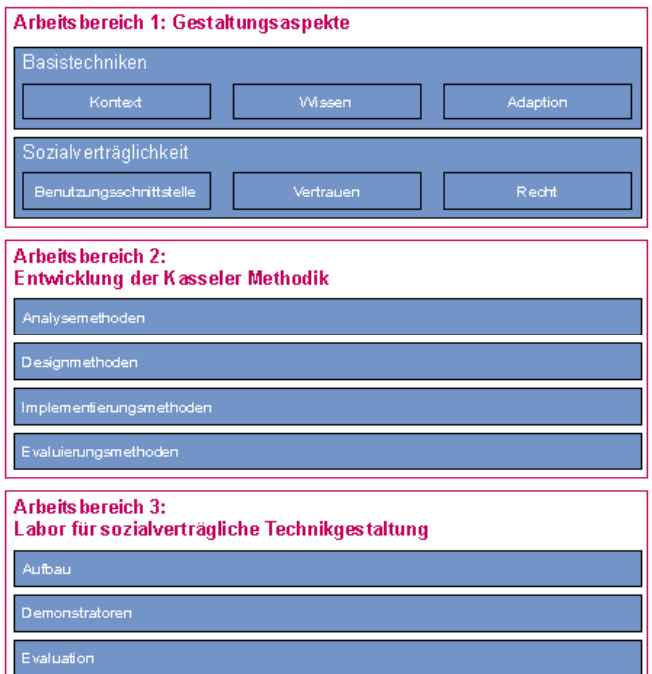 Arbeitsbereich 1: Gestaltungsaspekte
Basistechniken
Kontext Wissen Adaption
Sozialverträglichkeit
Benutzungsschnittstelle Vertrauen Recht
Arbeitsbereich 2:
Entwicklung der Kasseler Methodik
Analysemethoden
Designmethoden
Implementierungsmethoden
Evaluierungsmethoden
Arbeitsbereich 3:
Labor für sozialverträgliche Technikgestaltung
Aufbau
Demonstratoren
Evaluation